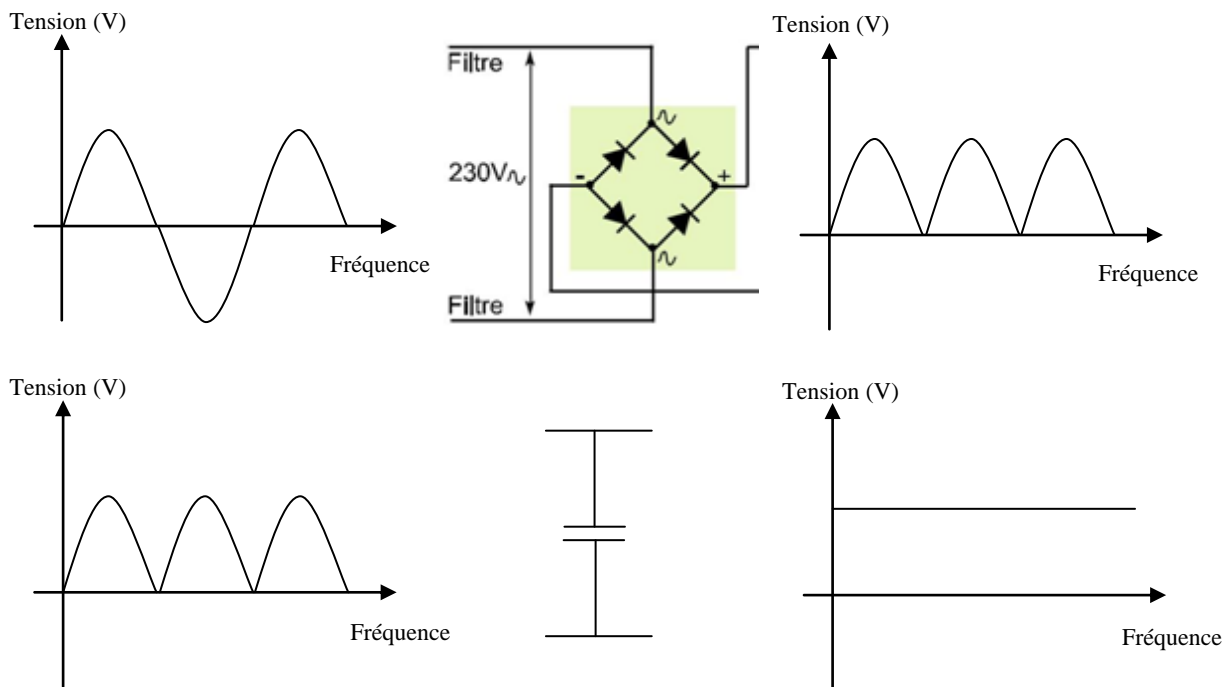 Tension (V)
Fréquence
Filtre
230V∿
Filtre
∿
-
+
∿
Tension (V)
Fréquence
Tension (V)
Fréquence
Tension (V)
Fréquence